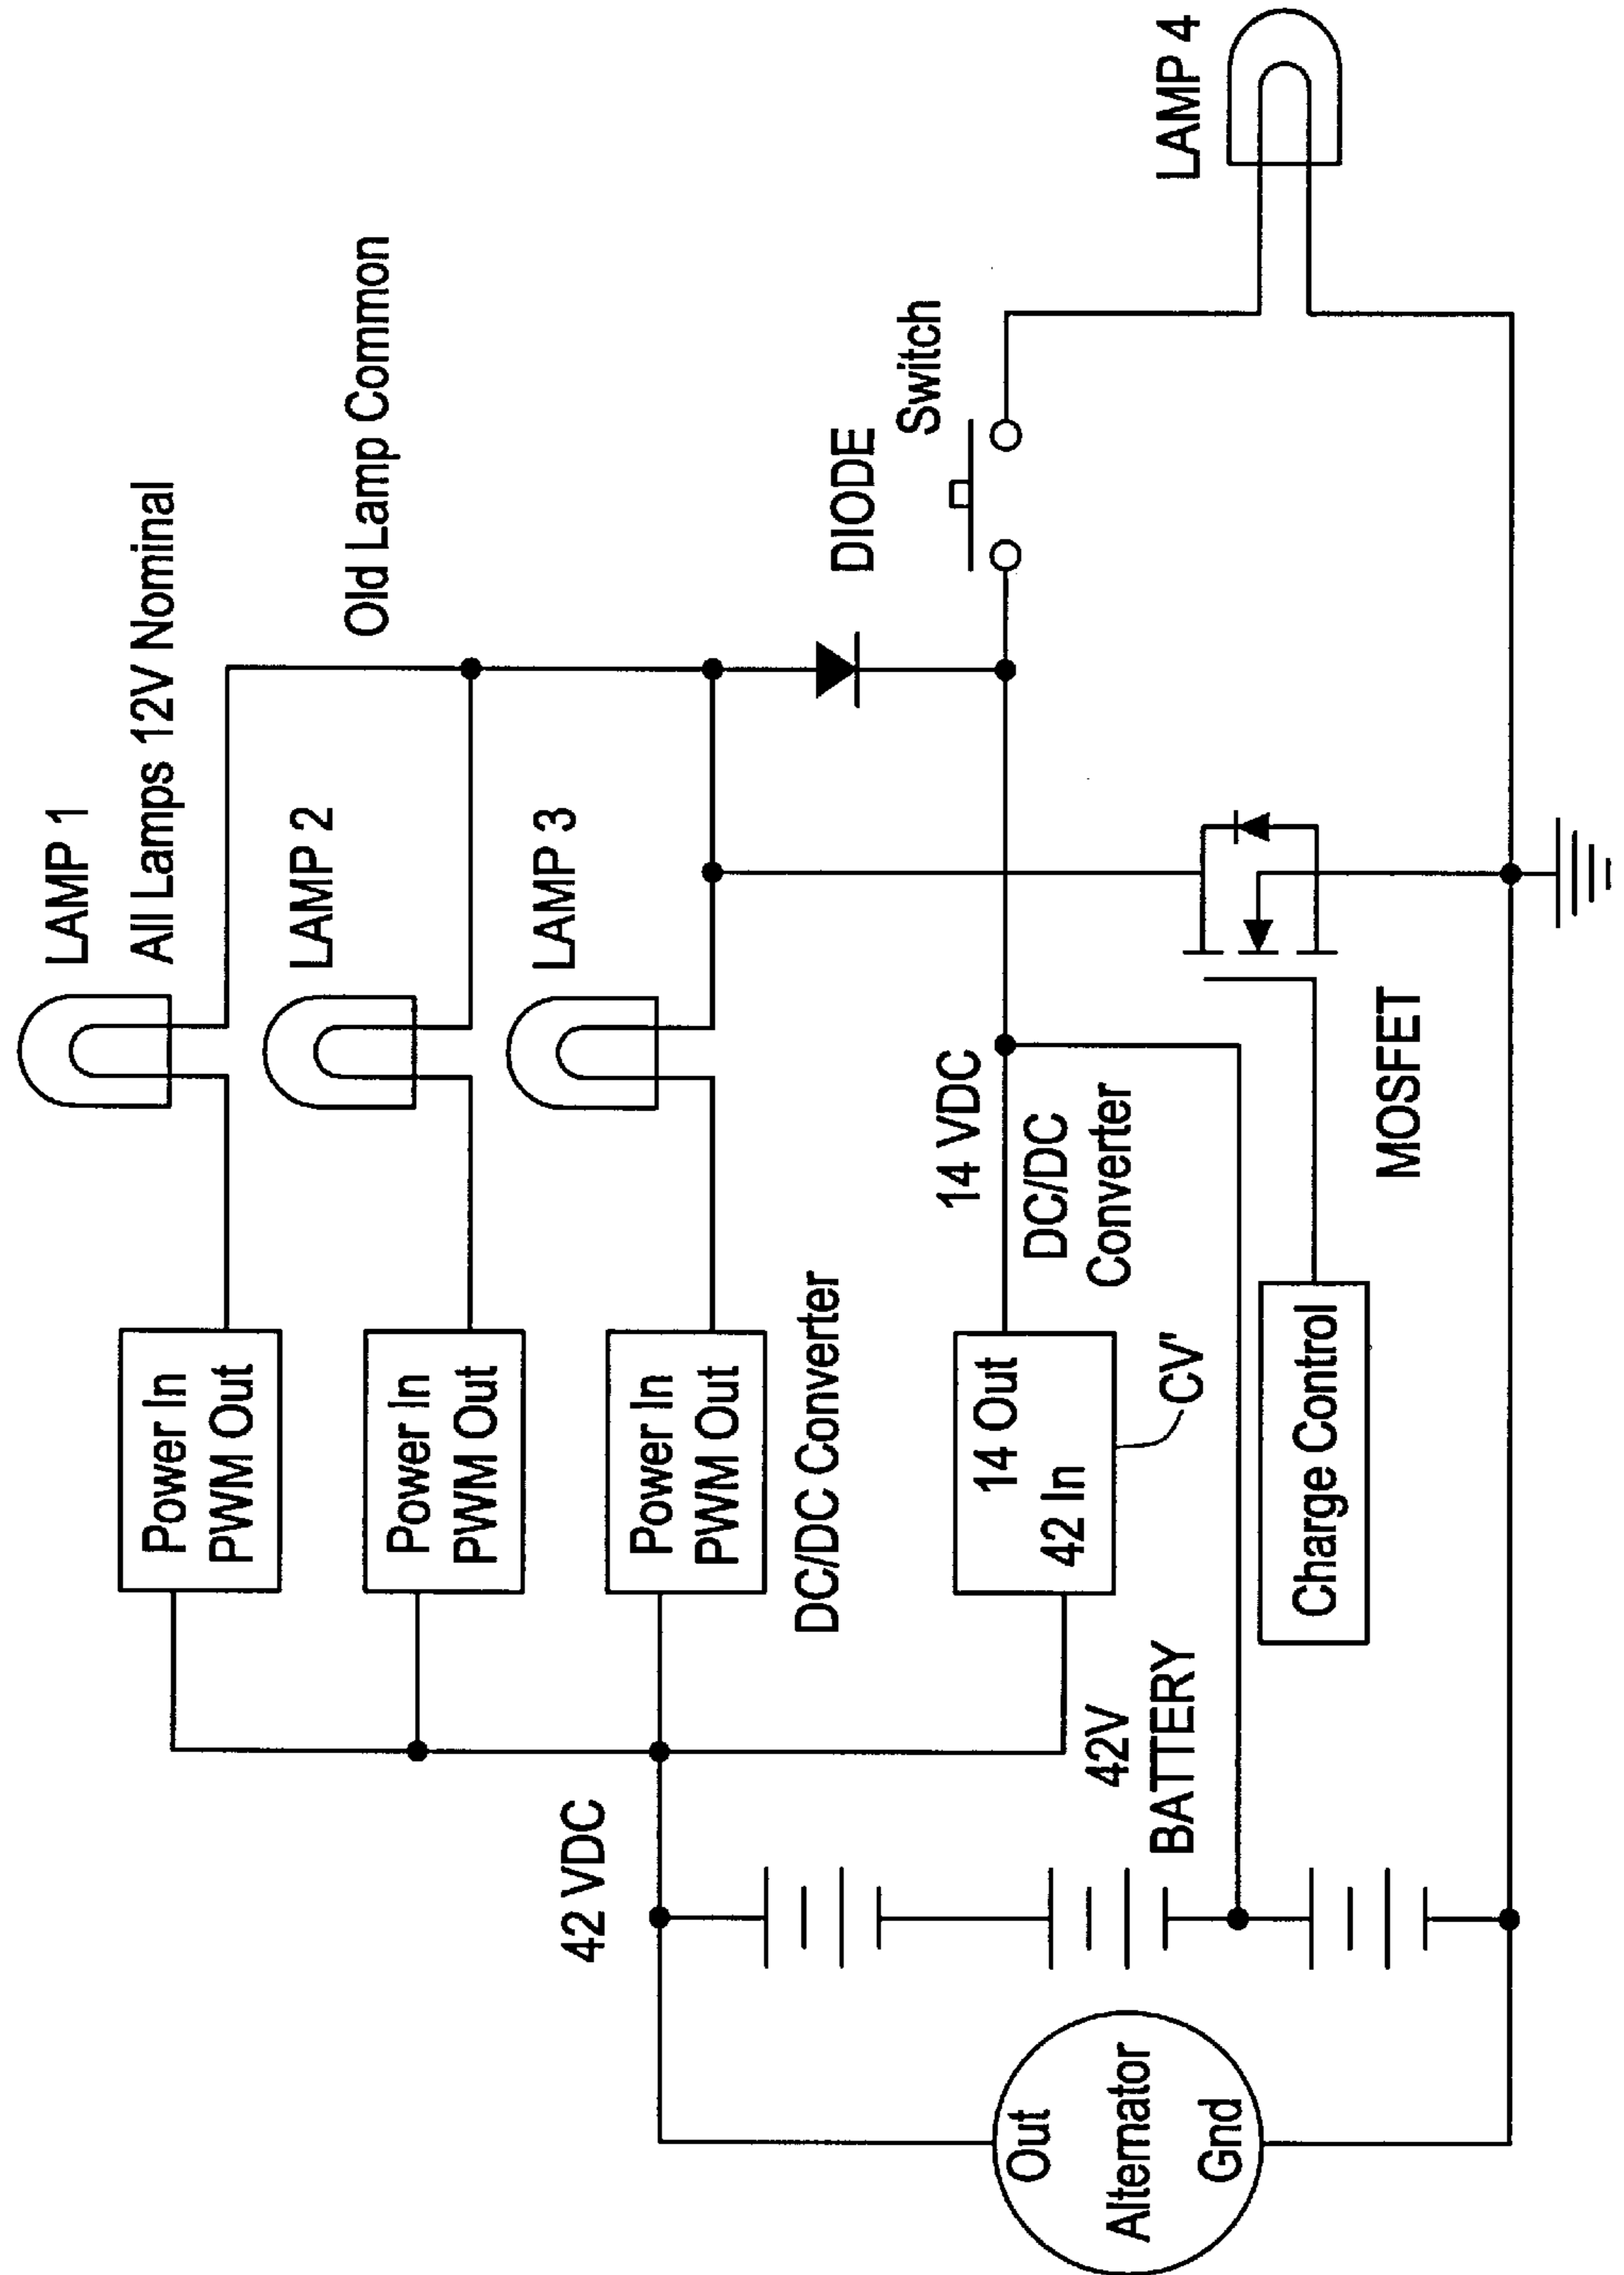 LAMP 1
All Lamps 12V Nominal
LAMP 2
Old Lamp Common
LAMP 3
Power In
PWM Out
Power In
PWM Out
Power In
PWM Out
DC/DC Converter
42 VDC
DIODE
Switch
14 VDC
DC/DC
Converter
14 Out
42 In
CV'
42V
BATTERY
LAMP 4
Out
Alternator
Gnd
Charge Control
MOSFET